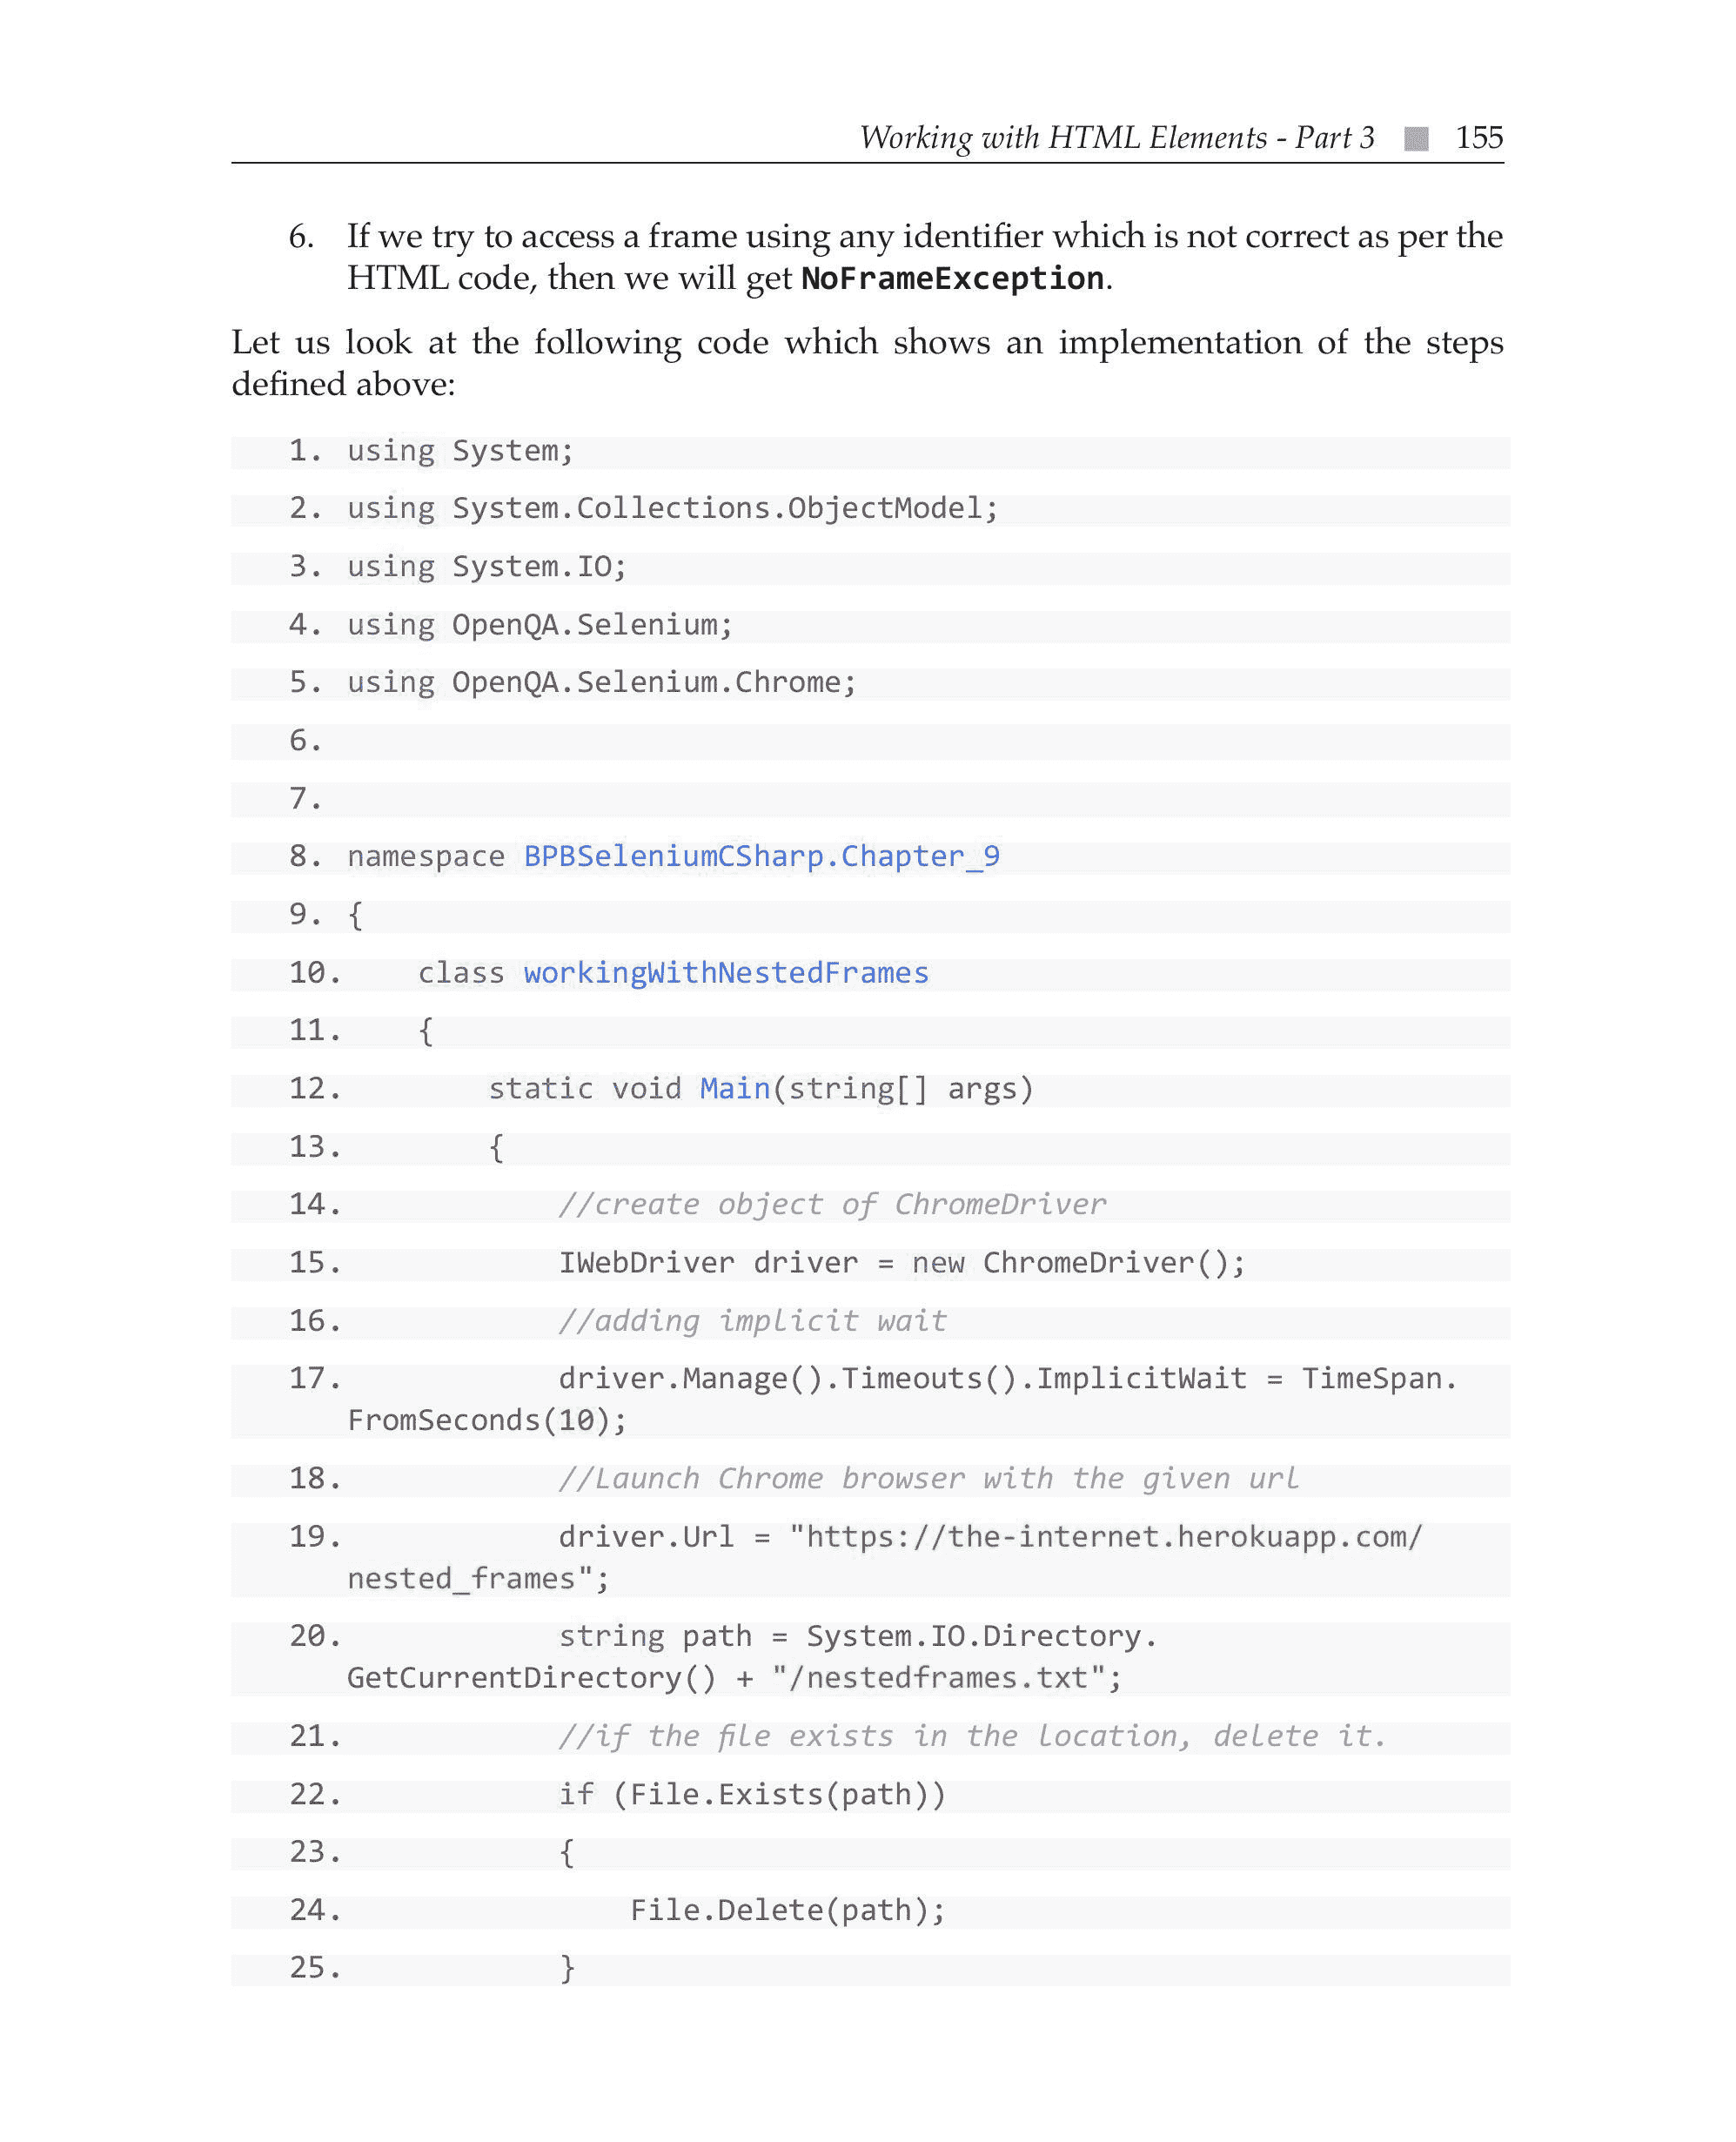 Working with HTML Elements - Part 3 155
6. If we try to access a frame using any identifier which is not correct as per the
HTML code, then we will get NoFrameException.
Let us look at the following code which shows an implementation of the steps
defined above:
1. using System;
2. using System.Collections.ObjectModel;
3. using System.IO;
4. using OpenQA.Selenium;
5. using OpenQA.Selenium.Chrome;
6.
7.
8. namespace BPBSeleniumCSharp.Chapter_9
9. {
10. class workingWithNestedFrames
11. {
12. static void Main(string[] args)
13. {
14. //create object of ChromeDriver
15. IWebDriver driver = new ChromeDriver();
16. //adding implicit wait
17. driver.Manage().Timeouts().ImplicitWait = TimeSpan.
FromSeconds(10);
18. //Launch Chrome browser with the given url
19. driver.Url = "https://the-internet.herokuapp.com/
nested_frames";
20. string path = System.IO.Directory.
GetCurrentDirectory() + "/nestedframes.txt";
21. //if the file exists in the location, delete it.
22. if (File.Exists(path))
23. {
24. File.Delete(path);
25. }